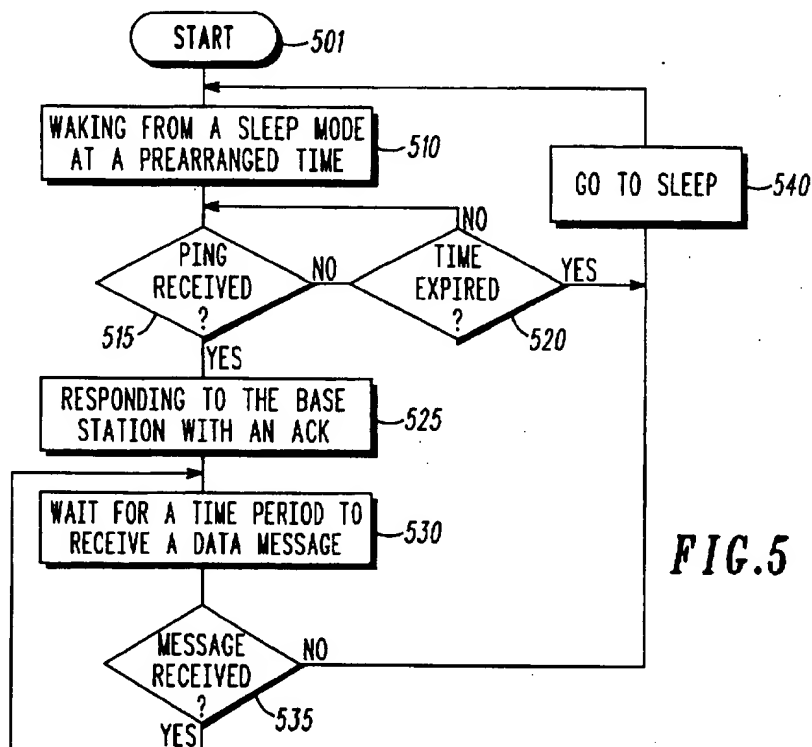 START
501
WAKING FROM A SLEEP MODE
AT A PREARRANGED TIME
510
GO TO SLEEP
540
PING
RECEIVED
?
515
NO
YES
TIME
EXPIRED
?
520
NO
YES
RESPONDING TO THE BASE
STATION WITH AN ACK
525
WAIT FOR A TIME PERIOD TO
RECEIVE A DATA MESSAGE
530
FIG.5
MESSAGE
RECEIVED
?
535
NO
YES